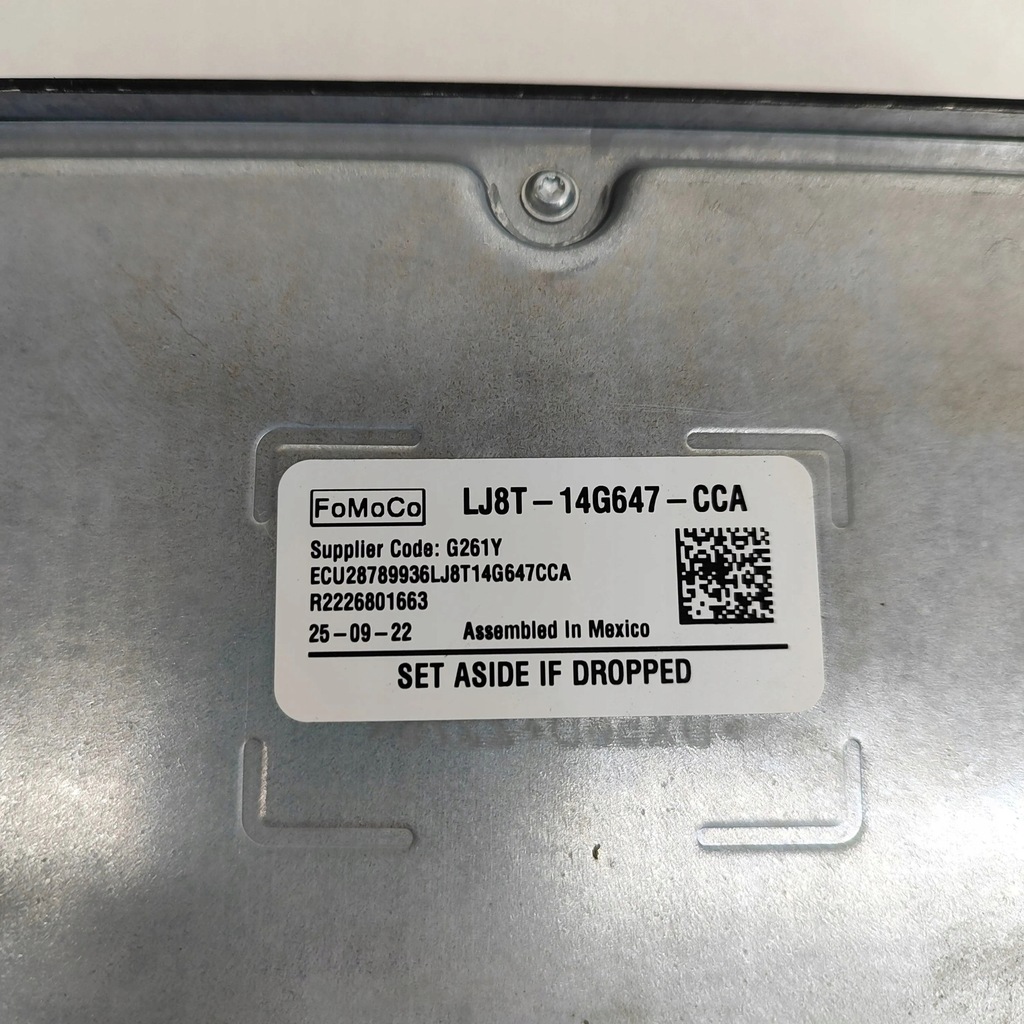 FoMoCo LJ8T-14G647-CCA
Supplier Code: G261Y
ECU28789936LJ8T14G647CCA
R2226801663
25-09-22 Assembled In Mexico
SET ASIDE IF DROPPED